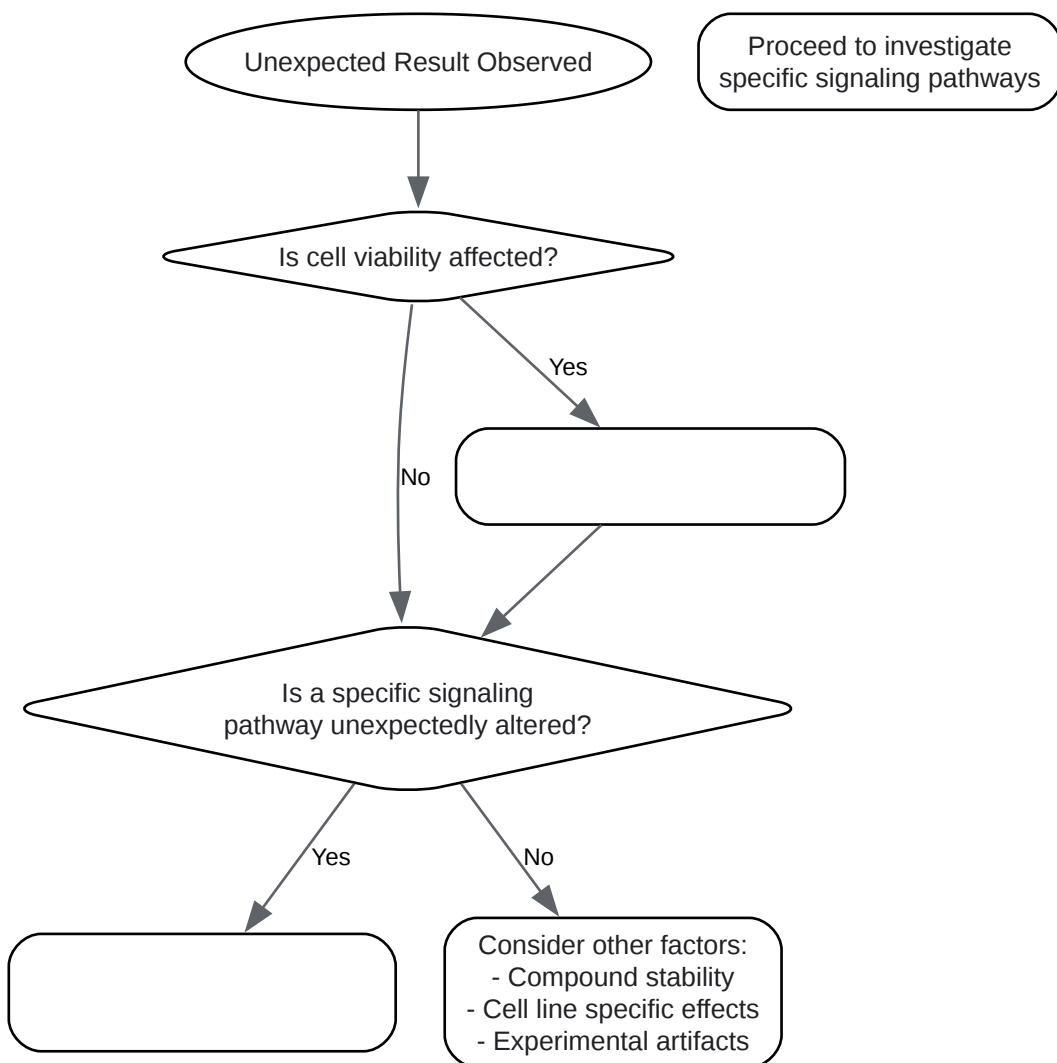 Unexpected Result Observed
Proceed to investigate
specific signaling pathways
Is cell viability affected?
Yes
No
Is a specific signaling
pathway unexpectedly altered?
Yes
No
Consider other factors:
- Compound stability
- Cell line specific effects
- Experimental artifacts